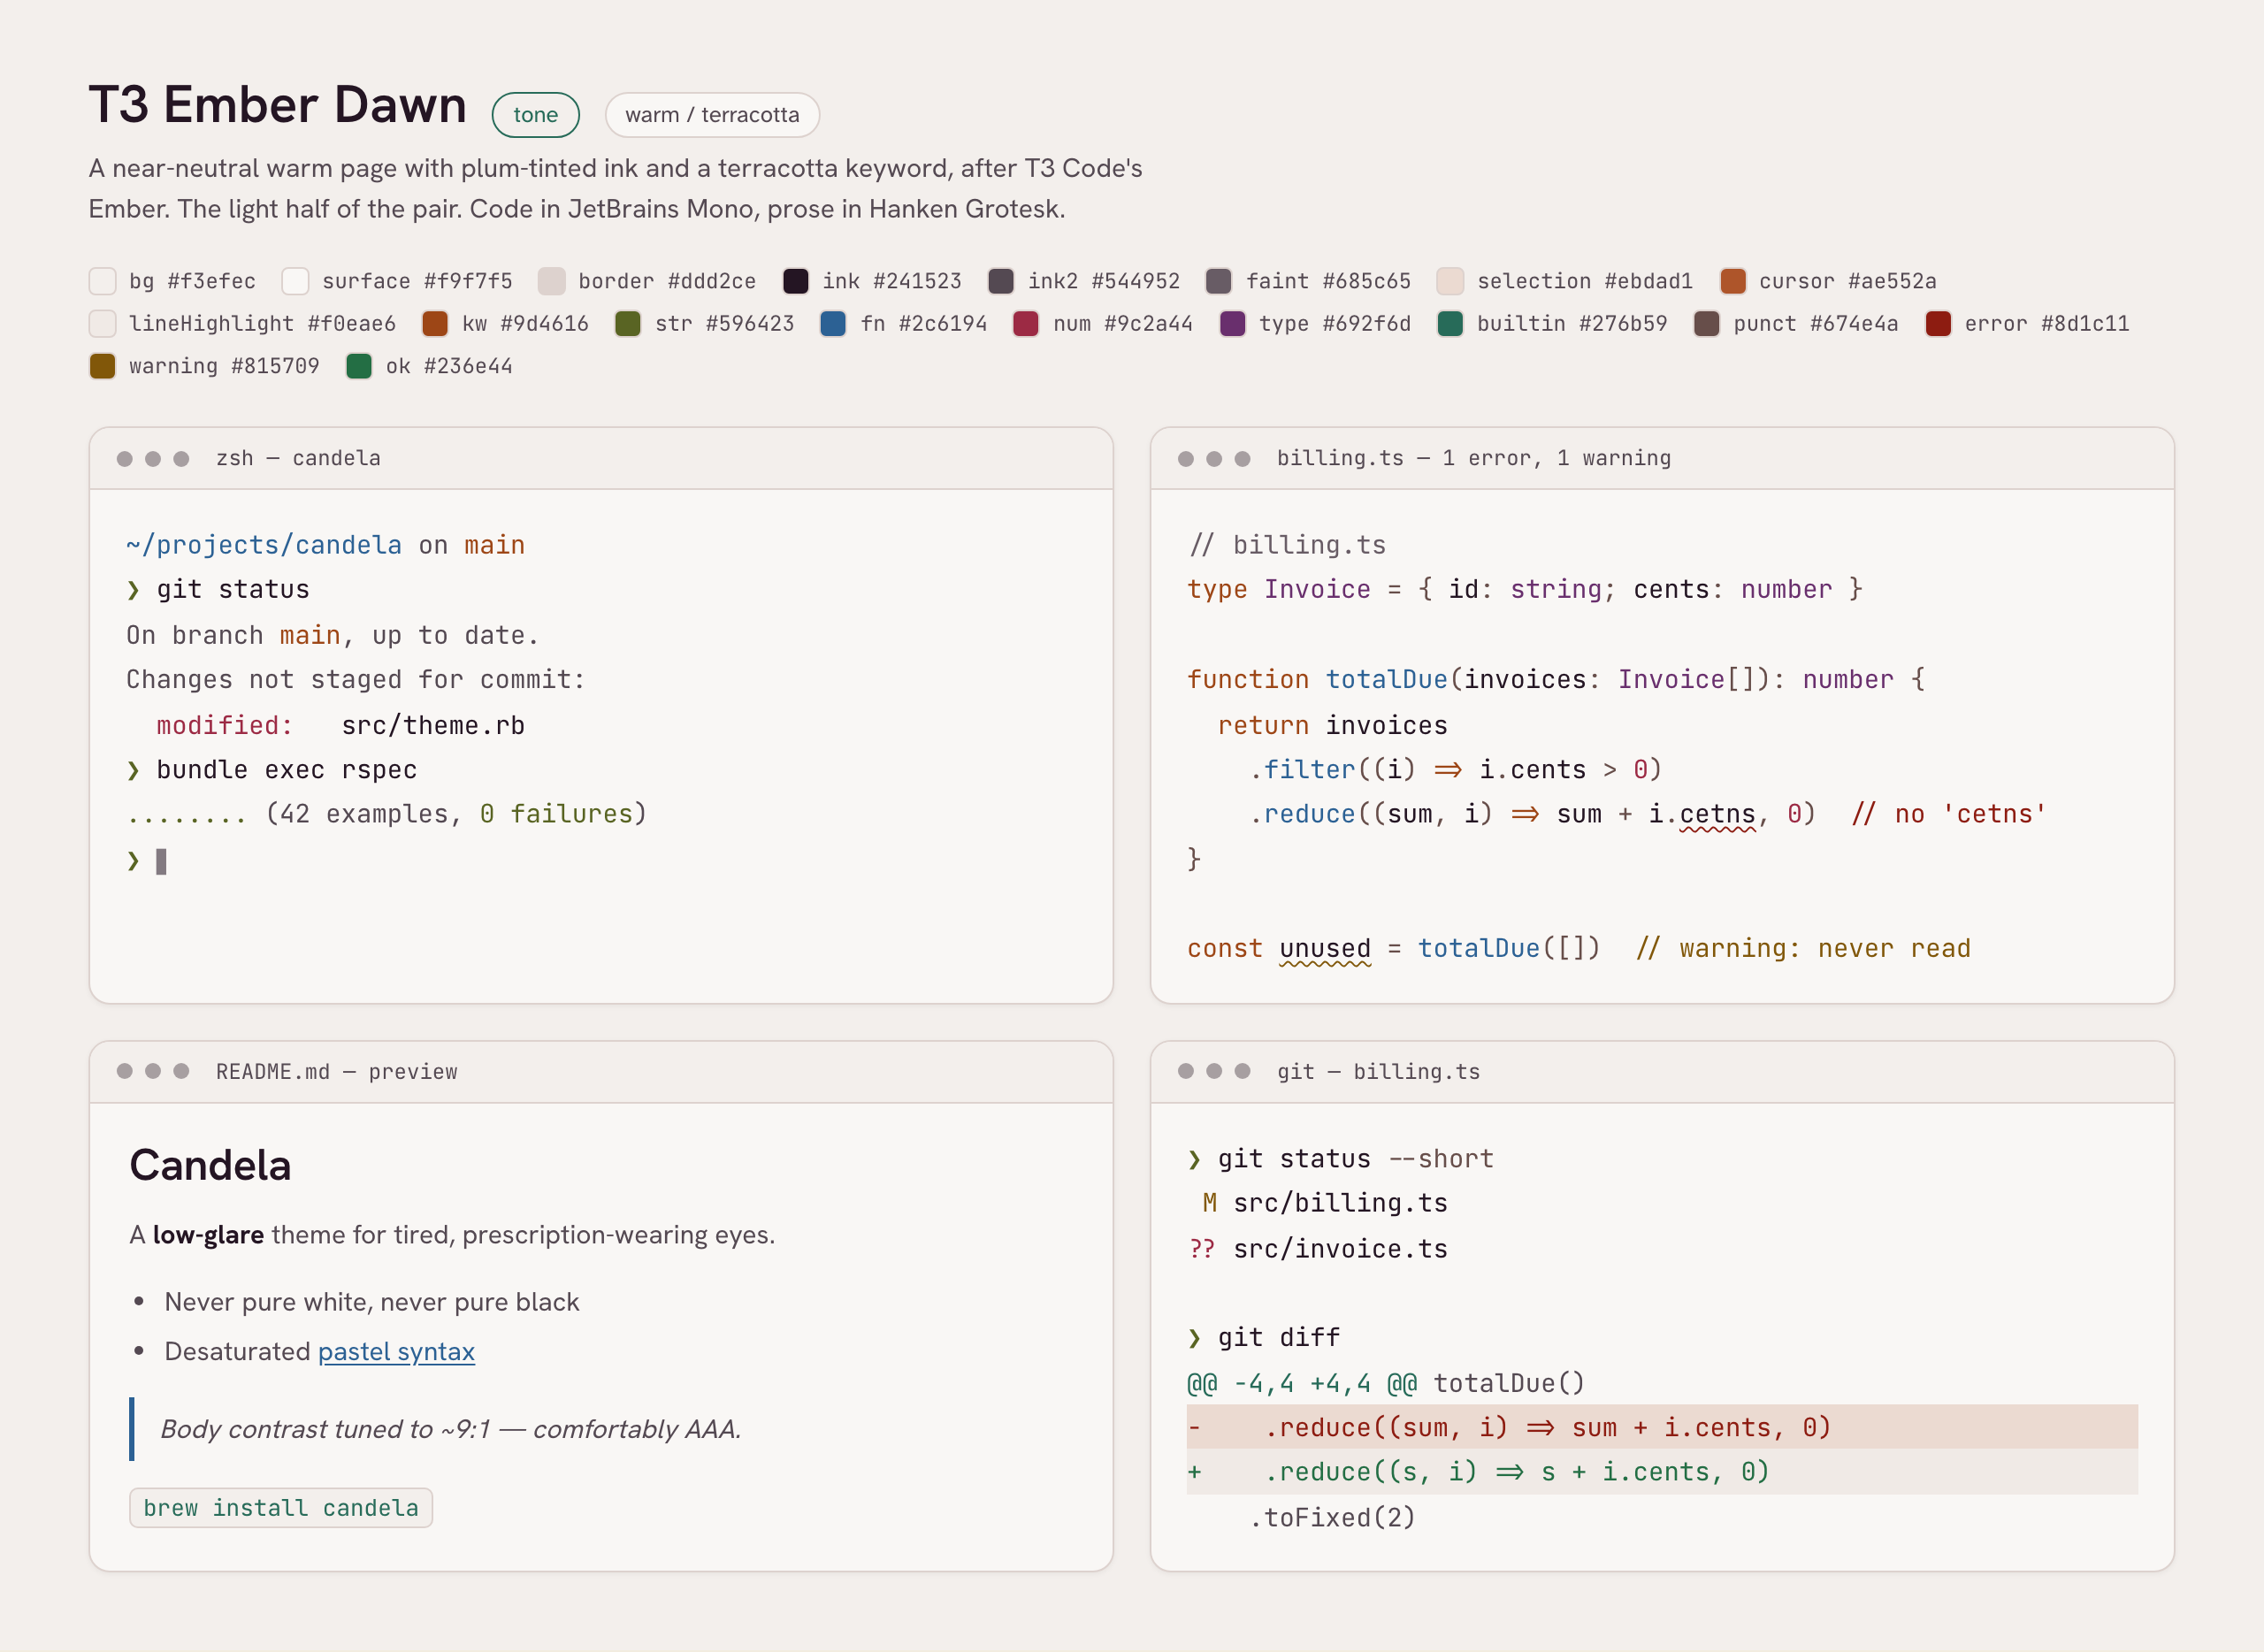 T3 Ember Dawn tone warm / terracotta
A near-neutral warm page with plum-tinted ink and a terracotta keyword, after T3 Code's
Ember. The light half of the pair. Code in JetBrains Mono, prose in Hanken Grotesk.
bg #f3efec surface #f9f7f5 border #ddd2ce ink #241523 ink2 #544952 faint #685c65 selection #ebdad1 cursor #ae552a
lineHighlight #f0eae6 kw #9d4616 str #596423 fn #2c6194 num #9c2a44 type #692f6d builtin #276b59 punct #674e4a error #8d1c11
warning #815709 ok #236e44
zsh — candela
~/projects/candela on main
❯ git status
On branch main, up to date.
Changes not staged for commit:
  modified:   src/theme.rb
❯ bundle exec rspec
........ (42 examples, 0 failures)
❯
billing.ts — 1 error, 1 warning
// billing.ts
type Invoice = { id: string; cents: number }
function totalDue(invoices: Invoice[]): number {
  return invoices
    .filter((i) => i.cents > 0)
    .reduce((sum, i) => sum + i.cetns, 0)  // no 'cetns'
}
const unused = totalDue([])  // warning: never read
README.md — preview
Candela
A low-glare theme for tired, prescription-wearing eyes.
• Never pure white, never pure black
• Desaturated pastel syntax
Body contrast tuned to ~9:1 — comfortably AAA.
brew install candela
git — billing.ts
❯ git status --short
 M src/billing.ts
?? src/invoice.ts
❯ git diff
@@ -4,4 +4,4 @@ totalDue()
-    .reduce((sum, i) => sum + i.cents, 0)
+    .reduce((s, i) => s + i.cents, 0)
    .toFixed(2)